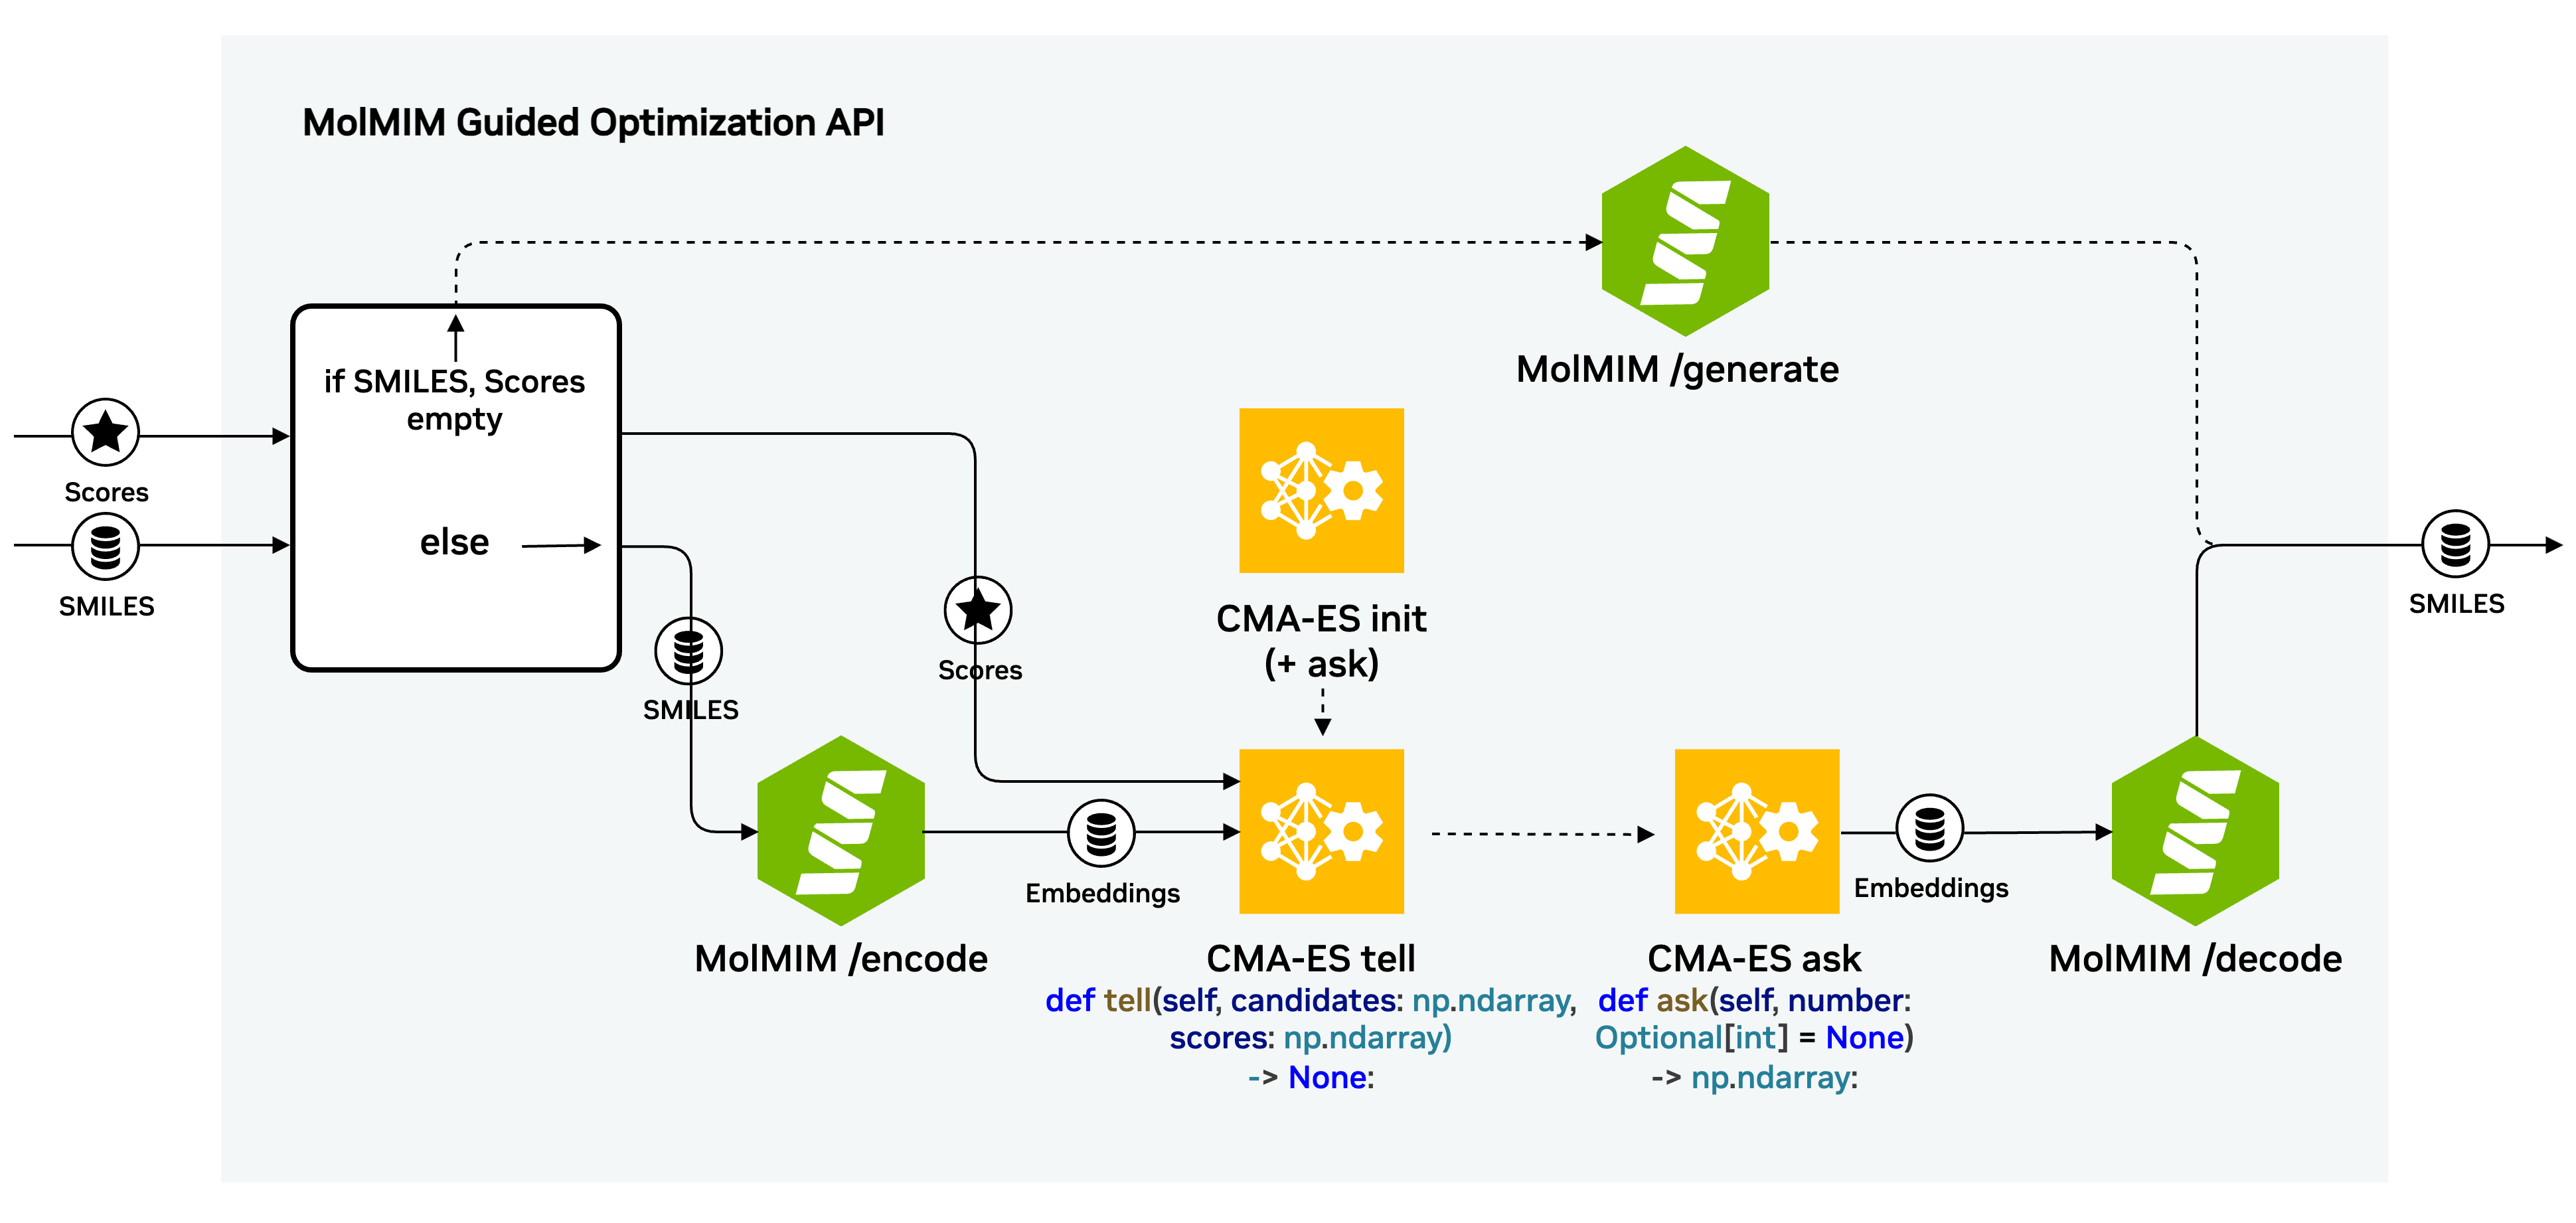 MolMIM Guided Optimization API
MolMIM /generate
if SMILES, Scores
empty
else
Scores
SMILES
SMILES
Scores
CMA-ES init
(+ ask)
SMILES
Embeddings
Embeddings
MolMIM /encode
CMA-ES tell
def tell(self, candidates: np.ndarray,
scores: np.ndarray)
-> None:
CMA-ES ask
def ask(self, number:
Optional[int] = None)
-> np.ndarray:
MolMIM /decode